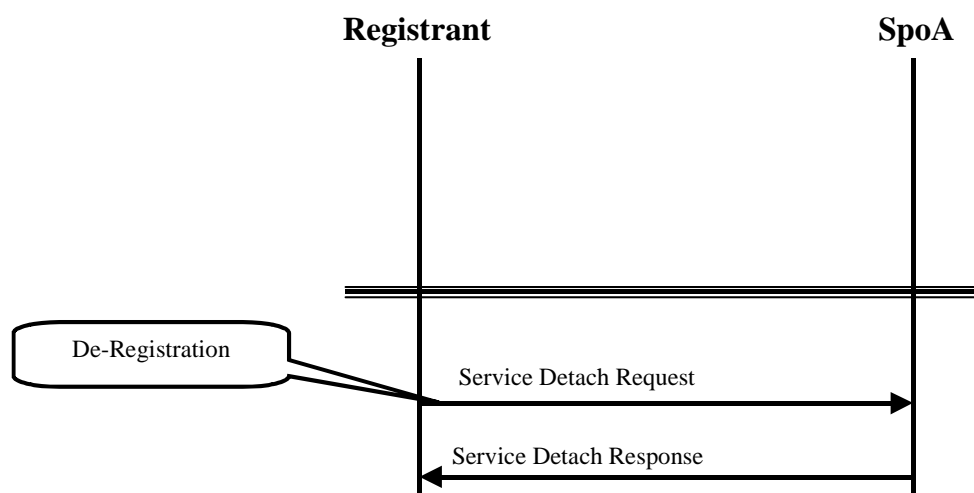 Registrant
SpoA
De-Registration
Service Detach Request
Service Detach Response